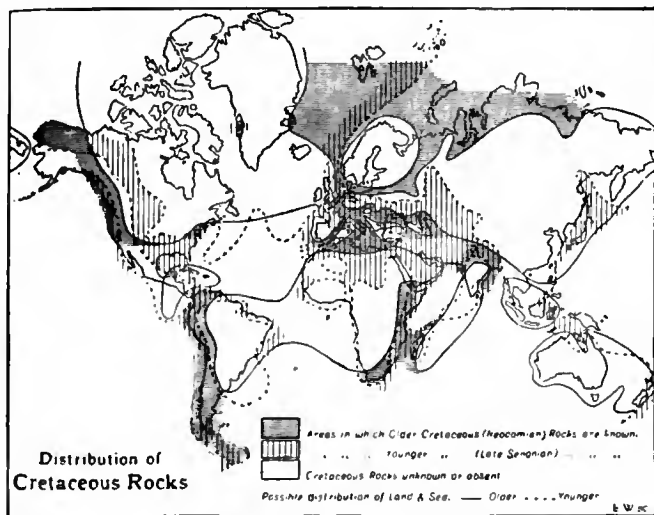 Distribution of
Cretaceous Rocks
Areas in which Older Cretaceous (Neocomian) Rocks are known.
" " " Younger " (Late Senonian) " " "
Cretaceous Rocks unknown or absent
Possible distribution of Land & Sea. —— Older ---- Younger